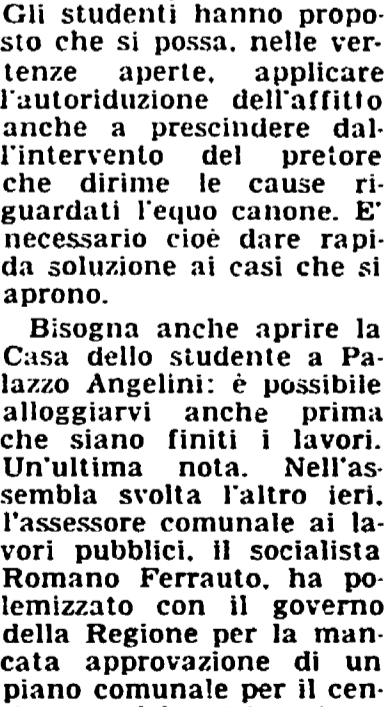 Gli studenti hanno propo-
sto che si possa, nelle ver-
tenze aperte, applicare
l'autoriduzione dell'affitto
anche a prescindere dal-
l'intervento del pretore
che dirime le cause ri-
guardati l'equo canone. E'
necessario cioè dare rapi-
da soluzione ai casi che si
aprono.
Bisogna anche aprire la
Casa dello studente a Pa-
lazzo Angelini: è possibile
alloggiarvi anche prima
che siano finiti i lavori.
Un'ultima nota. Nell'as-
sembla svolta l'altro ieri,
l'assessore comunale ai la-
vori pubblici, il socialista
Romano Ferrauto, ha po-
lemizzato con il governo
della Regione per la man-
cata approvazione di un
piano comunale per il cen-